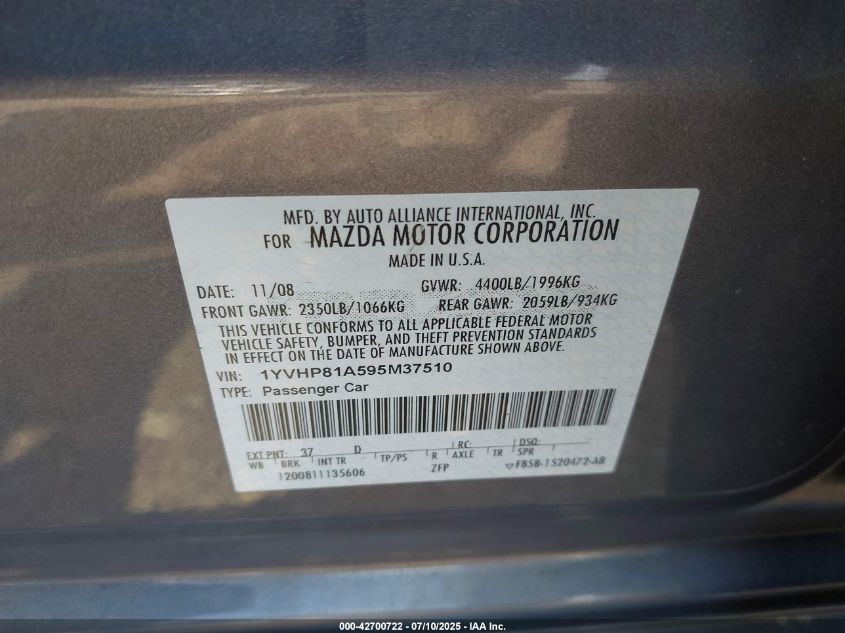 MFD. BY AUTO ALLIANCE INTERNATIONAL, INC.
FOR MAZDA MOTOR CORPORATION
MADE IN U.S.A.
DATE: 11/08 GVWR: 4400LB/1996KG
FRONT GAWR: 2350LB/1066KG REAR GAWR: 2059LB/934KG
THIS VEHICLE CONFORMS TO ALL APPLICABLE FEDERAL MOTOR
VEHICLE SAFETY, BUMPER, AND THEFT PREVENTION STANDARDS
IN EFFECT ON THE DATE OF MANUFACTURE SHOWN ABOVE.
VIN: 1YVHP81A595M37510
TYPE: Passenger Car
EXT PNT: 37 D RC: DSO:
WB BRK INT TR TP/PS R AXLE TR SPR
1200811135606 ZFP F85B-1520472-AB
000-42700722 - 07/10/2025 - IAA Inc.